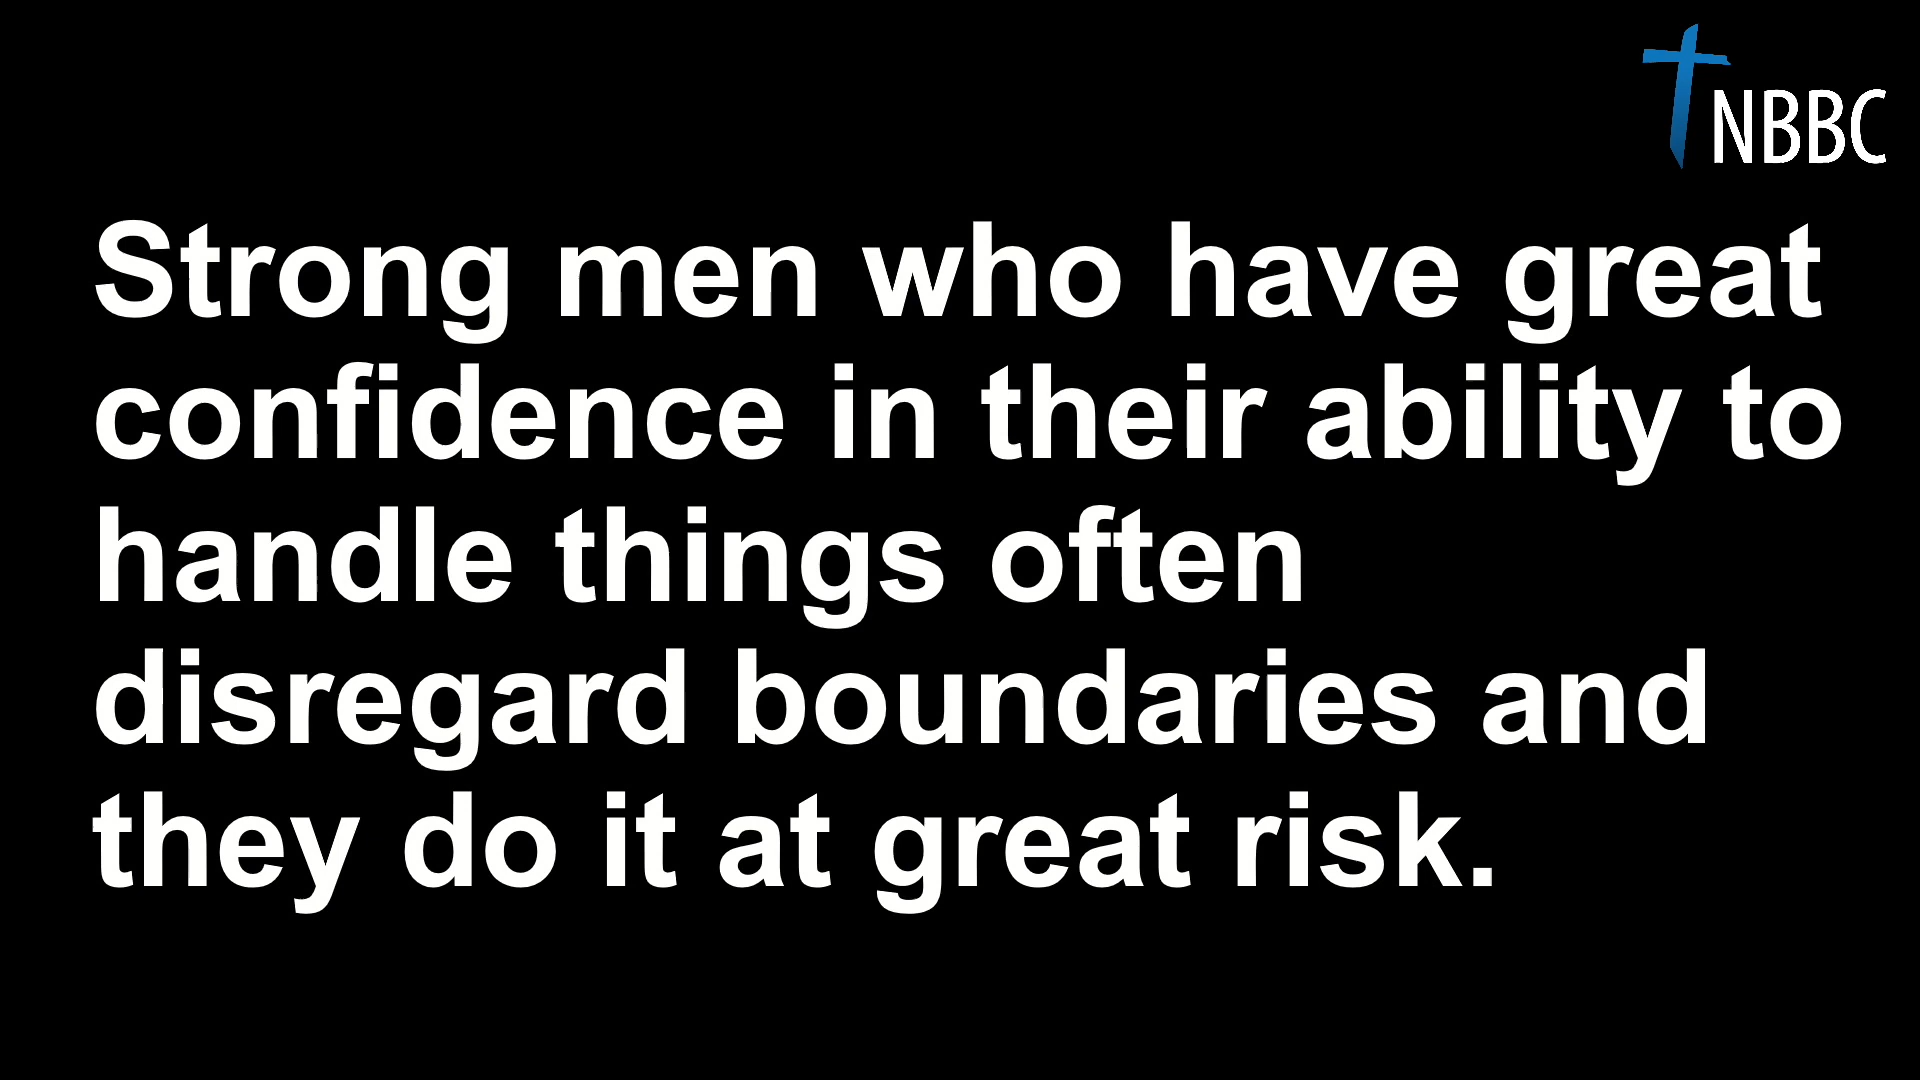 NBBC
Strong men who have great
confidence in their ability to
handle things often
disregard boundaries and
they do it at great risk.